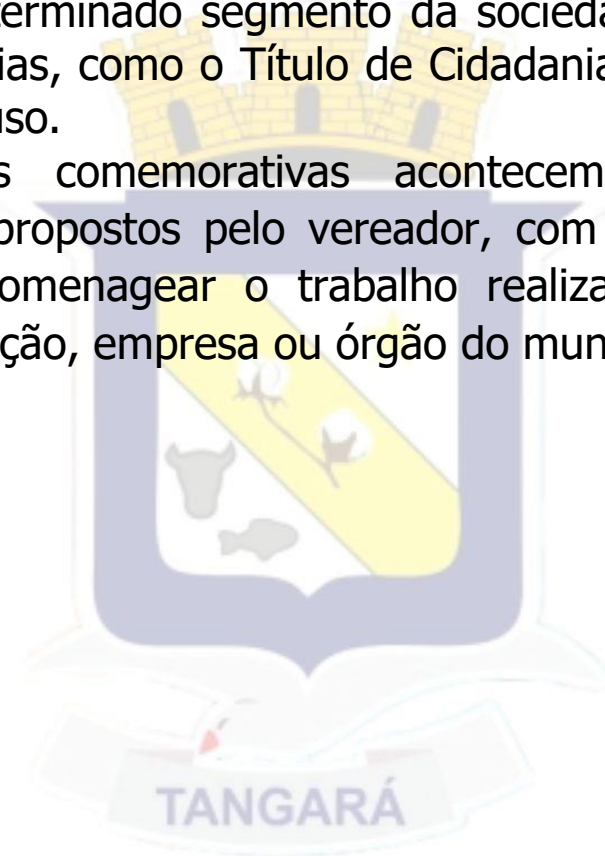 terminado segmento da socieda
ias, como o Título de Cidadania
uso.
s comemorativas acontecem
propostos pelo vereador, com
omenagear o trabalho realiza
ção, empresa ou órgão do mun
TANGARÁ